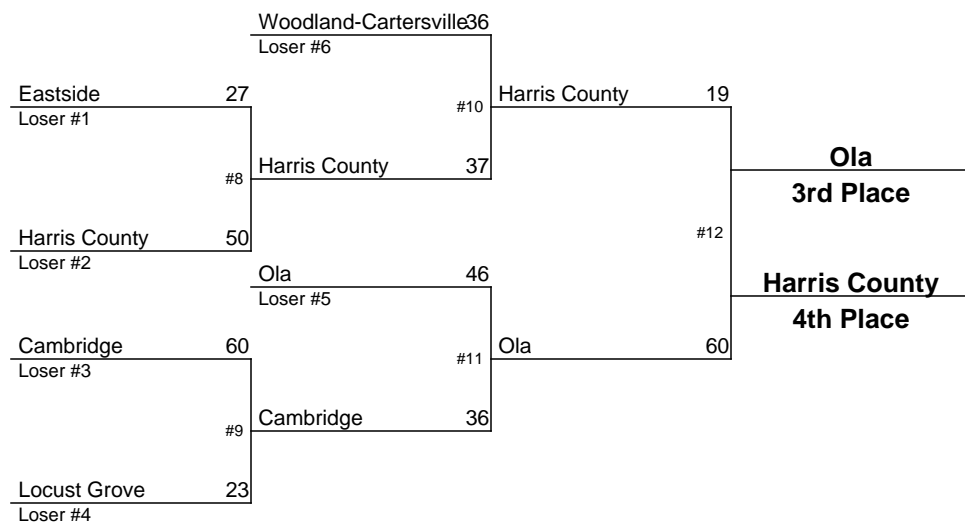 Woodland-Cartersville 36
Loser #6
Eastside 27
Loser #1
#10
Harris County 19
#8
Harris County 37
Ola
3rd Place
Harris County 50
Loser #2
#12
Ola 46
Loser #5
Harris County
4th Place
Cambridge 60
Loser #3
#11
Ola 60
#9
Cambridge 36
Locust Grove 23
Loser #4